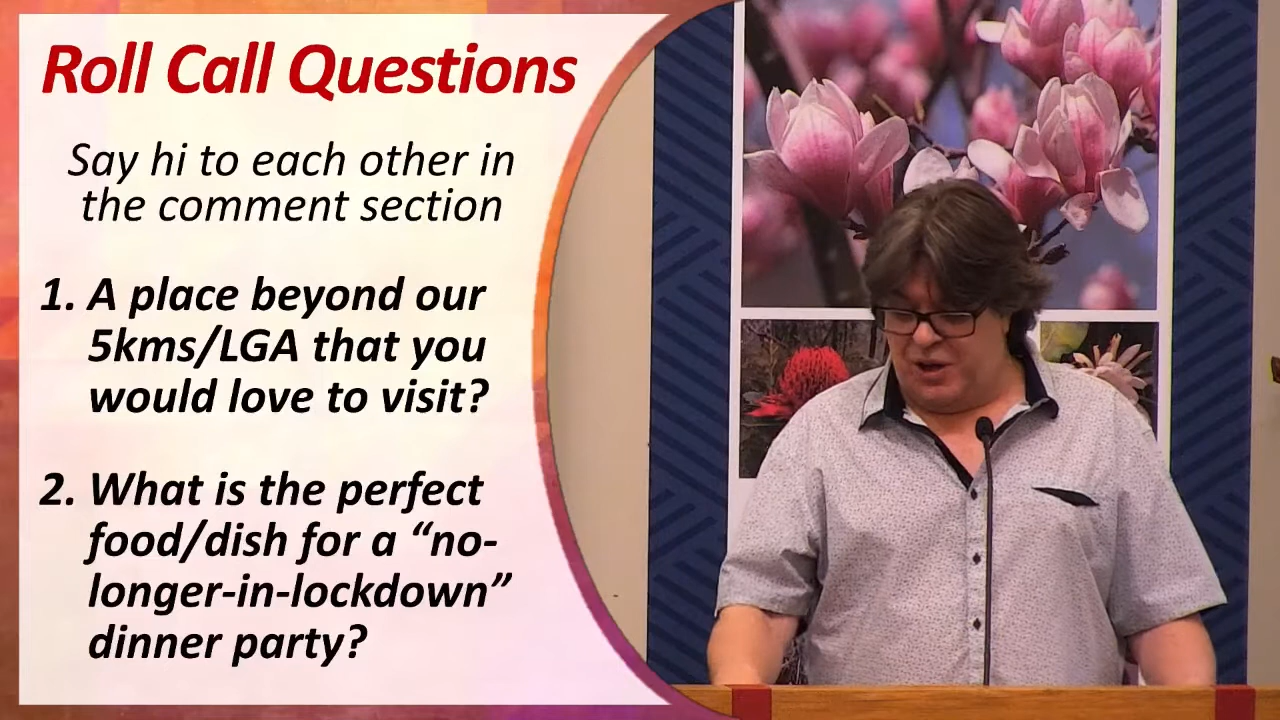 Roll Call Questions
Say hi to each other in
the comment section
1. A place beyond our
5kms/LGA that you
would love to visit?
2. What is the perfect
food/dish for a “no-
longer-in-lockdown”
dinner party?